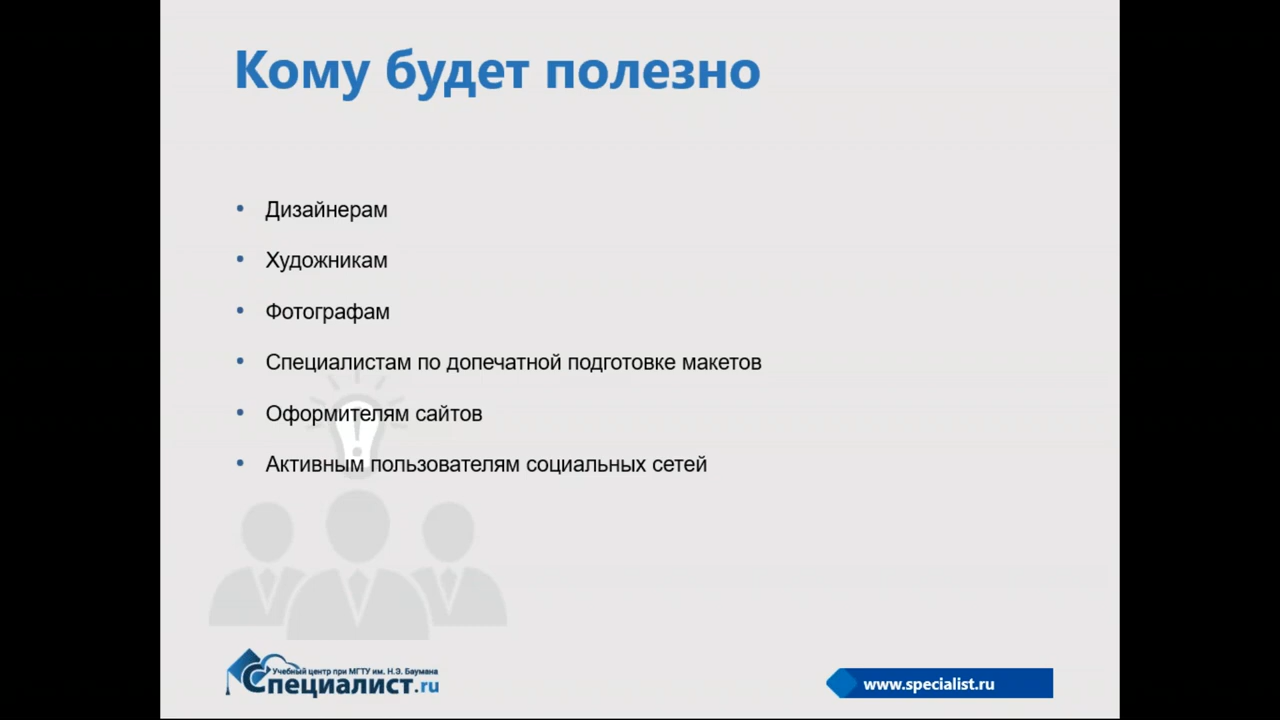 Кому будет полезно
• Дизайнерам
• Художникам
• Фотографам
• Специалистам по допечатной подготовке макетов
• Оформителям сайтов
• Активным пользователям социальных сетей
Учебный центр при МГТУ им. Н.Э. Баумана
Специалист.ru
www.specialist.ru